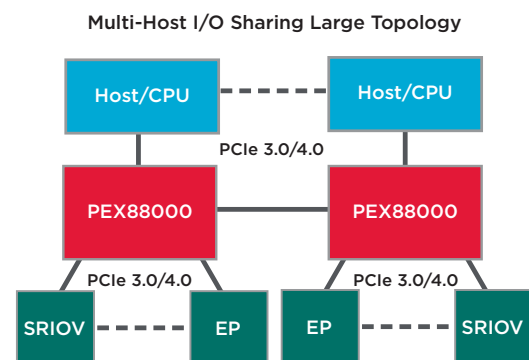 Multi-Host I/O Sharing Large Topology
Host/CPU
Host/CPU
PCIe 3.0/4.0
PEX88000
PEX88000
PCIe 3.0/4.0
PCIe 3.0/4.0
SRIOV
EP
EP
SRIOV